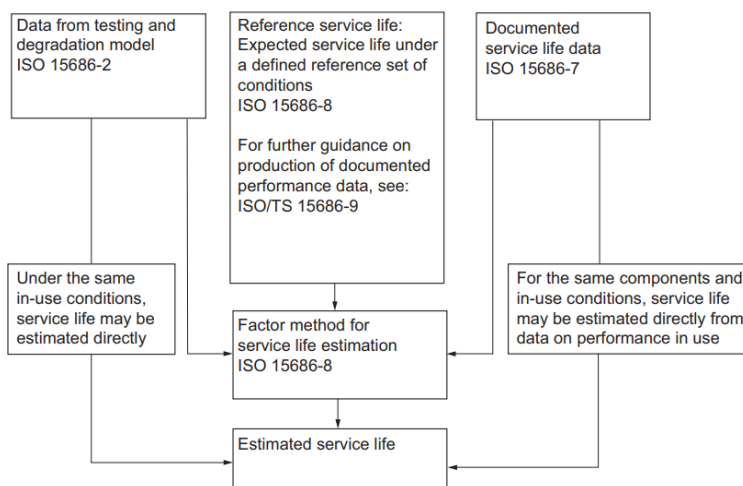 Data from testing and
degradation model
ISO 15686-2
Reference service life:
Expected service life under
a defined reference set of
conditions
ISO 15686-8
For further guidance on
production of documented
performance data, see:
ISO/TS 15686-9
Documented
service life data
ISO 15686-7
Under the same
in-use conditions,
service life may be
estimated directly
Factor method for
service life estimation
ISO 15686-8
For the same components and
in-use conditions, service life
may be estimated directly from
data on performance in use
Estimated service life